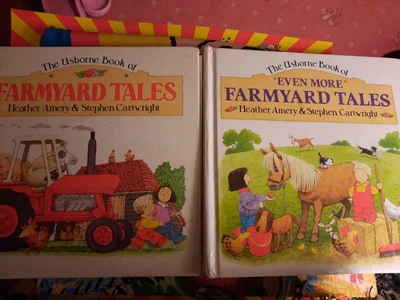 The Usborne Book of
FARMYARD TALES
Heather Amery & Stephen Cartwright
The Usborne Book of
"EVEN MORE"
FARMYARD TALES
Heather Amery & Stephen Cartwright